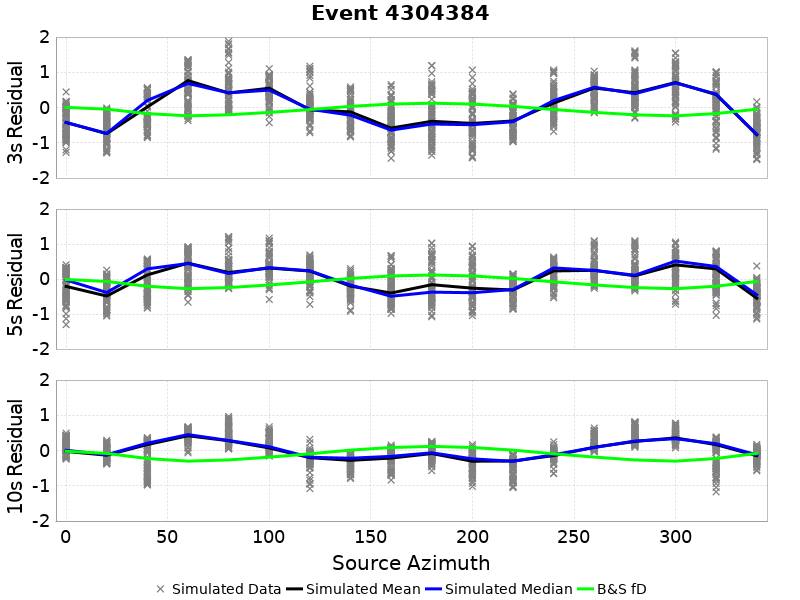 Event 4304384
2
1
0
-1
-2
3s Residual
2
1
0
-1
-2
5s Residual
2
1
0
-1
-2
10s Residual
0 50 100 150 200 250 300
Source Azimuth
Simulated Data Simulated Mean Simulated Median B&S fD